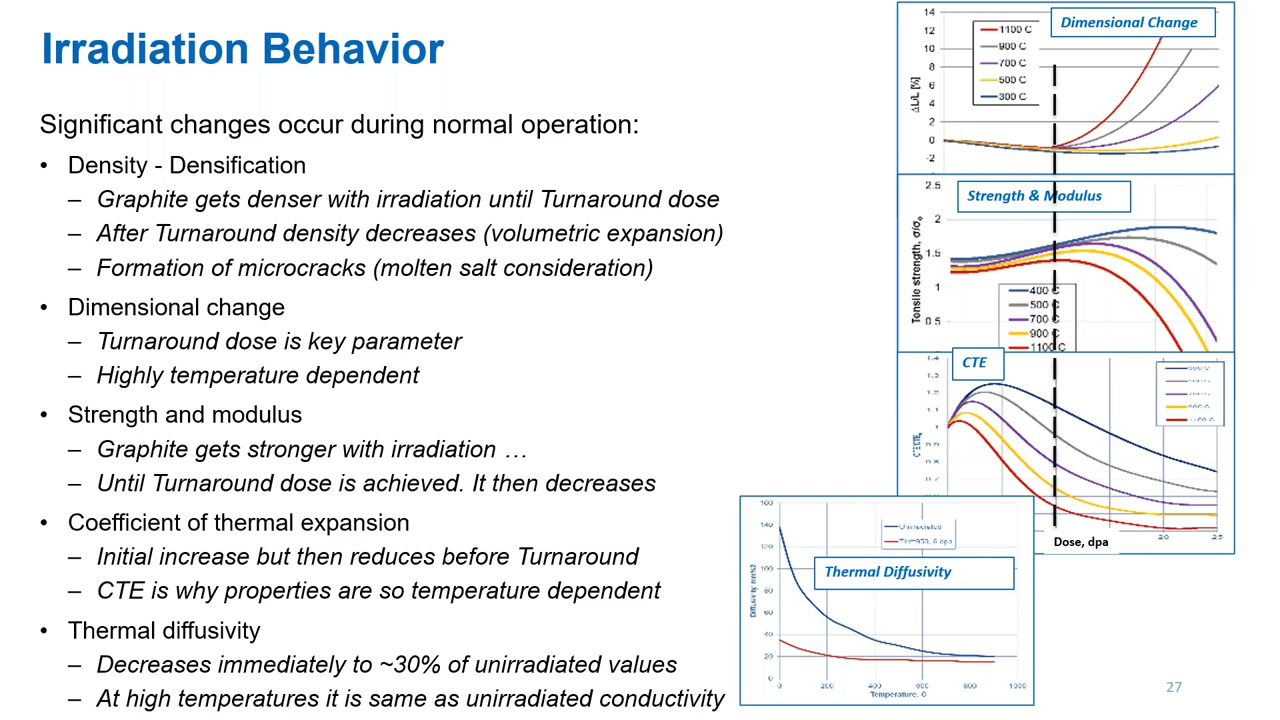 Irradiation Behavior
Significant changes occur during normal operation:
• Density - Densification
– Graphite gets denser with irradiation until Turnaround dose
– After Turnaround density decreases (volumetric expansion)
– Formation of microcracks (molten salt consideration)
• Dimensional change
– Turnaround dose is key parameter
– Highly temperature dependent
• Strength and modulus
– Graphite gets stronger with irradiation …
– Until Turnaround dose is achieved. It then decreases
• Coefficient of thermal expansion
– Initial increase but then reduces before Turnaround
– CTE is why properties are so temperature dependent
• Thermal diffusivity
– Decreases immediately to ~30% of unirradiated values
– At high temperatures it is same as unirradiated conductivity
Dimensional Change
14
12
10
8
6
4
2
0
-2
ΔL/L [%]
1100 C
900 C
700 C
500 C
300 C
Strength & Modulus
2.5
2
1.5
1
0.5
Tensile strength, σ/σₒ
400 C
500 C
700 C
900 C
1100 C
CTE
20
25
Dose, dpa
Thermal Diffusivity
160
140
120
100
80
60
40
20
0
Unirradiated
0
200
400
600
800
1000
Temperature, C
27